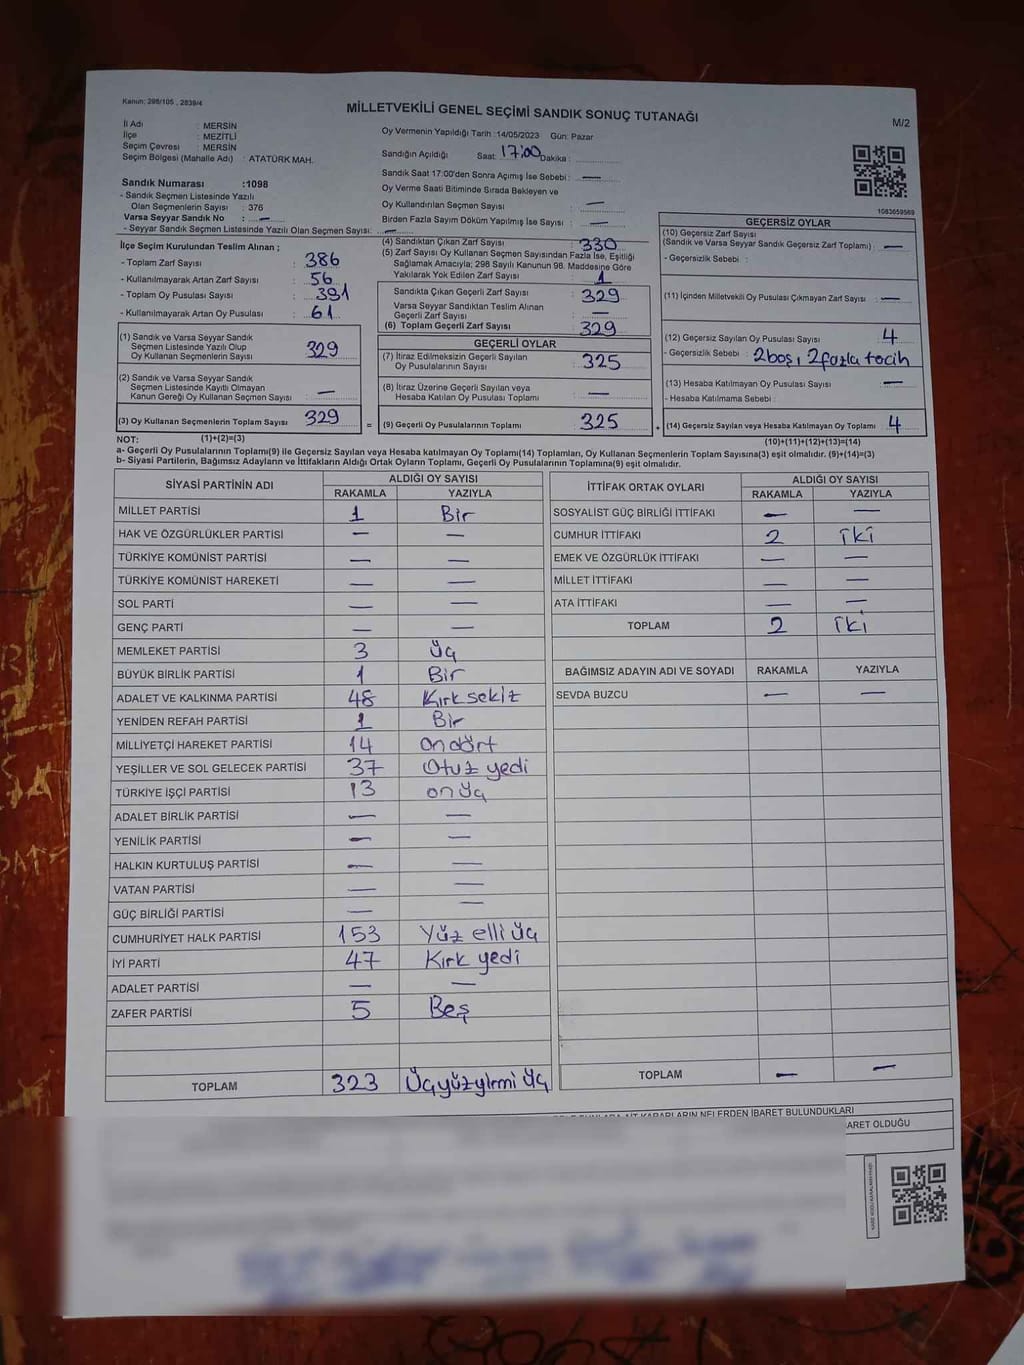 Kanun: 298/105 , 2839/4
MİLLETVEKİLİ GENEL SEÇİMİ SANDIK SONUÇ TUTANAĞI
M/2
İl Adı : MERSİN
İlçe : MEZİTLİ
Seçim Çevresi : MERSİN
Seçim Bölgesi (Mahalle Adı) : ATATÜRK MAH.
Sandık Numarası :1098
- Sandık Seçmen Listesinde Yazılı
Olan Seçmenlerin Sayısı : 376
Varsa Seyyar Sandık No : —
- Seyyar Sandık Seçmen Listesinde Yazılı Olan Seçmen Sayısı: —
Oy Vermenin Yapıldığı Tarih :14/05/2023 Gün: Pazar
Sandığın Açıldığı Saat: 17:00 Dakika :
Sandık Saat 17:00'den Sonra Açımış İse Sebebi : —
Oy Verme Saati Bitiminde Sırada Bekleyen ve
Oy Kullandırılan Seçmen Sayısı : —
Birden Fazla Sayım Döküm Yapılmış İse Sayısı : —
1083659569
İlçe Seçim Kurulundan Teslim Alınan ;
- Toplam Zarf Sayısı : 386
- Kullanılmayarak Artan Zarf Sayısı : 56
- Toplam Oy Pusulası Sayısı : 391
- Kullanılmayarak Artan Oy Pusulası : 61
(1) Sandık ve Varsa Seyyar Sandık
Seçmen Listesinde Yazılı Olup
Oy Kullanan Seçmenlerin Sayısı : 329
(2) Sandık ve Varsa Seyyar Sandık
Seçmen Listesinde Kayıtlı Olmayan
Kanun Gereği Oy Kullanan Seçmen Sayısı : —
(3) Oy Kullanan Seçmenlerin Toplam Sayısı : 329
(4) Sandıktan Çıkan Zarf Sayısı : 330
(5) Zarf Sayısı Oy Kullanan Seçmen Sayısından Fazla İse, Eşitliği
Sağlamak Amacıyla; 298 Sayılı Kanunun 98. Maddesine Göre
Yakılarak Yok Edilen Zarf Sayısı : 1
Sandıkta Çıkan Geçerli Zarf Sayısı : 329
Varsa Seyyar Sandıktan Teslim Alınan
Geçerli Zarf Sayısı : —
(6) Toplam Geçerli Zarf Sayısı : 329
GEÇERLİ OYLAR
(7) İtiraz Edilmeksizin Geçerli Sayılan
Oy Pusulalarının Sayısı : 325
(8) İtiraz Üzerine Geçerli Sayılan veya
Hesaba Katılan Oy Pusulası Toplamı : —
= (9) Geçerli Oy Pusulalarının Toplamı : 325
GEÇERSİZ OYLAR
(10) Geçersiz Zarf Sayısı
(Sandık ve Varsa Seyyar Sandık Geçersiz Zarf Toplamı) : —
- Geçersizlik Sebebi :
(11) İçinden Milletvekili Oy Pusulası Çıkmayan Zarf Sayısı : —
(12) Geçersiz Sayılan Oy Pusulası Sayısı : 4
- Geçersizlik Sebebi : 2 boş, 2 fazla tecih
(13) Hesaba Katılmayan Oy Pusulası Sayısı : —
- Hesaba Katılmama Sebebi :
+ (14) Geçersiz Sayılan veya Hesaba Katılmayan Oy Toplamı : 4
NOT: (1)+(2)=(3) (10)+(11)+(12)+(13)=(14)
a- Geçerli Oy Pusulalarının Toplamı(9) ile Geçersiz Sayılan veya Hesaba Katılmayan Oy Toplamı(14) Toplamları, Oy Kullanan Seçmenlerin Toplam Sayısına(3) eşit olmalıdır. (9)+(14)=(3)
b- Siyasi Partilerin, Bağımsız Adayların ve İttifakların Aldığı Ortak Oyların Toplamı, Geçerli Oy Pusulalarının Toplamına(9) eşit olmalıdır.
SİYASİ PARTİNİN ADI ALDIĞI OY SAYISI
RAKAMLA YAZIYLA
MİLLET PARTİSİ 1 Bir
HAK VE ÖZGÜRLÜKLER PARTİSİ — —
TÜRKİYE KOMÜNİST PARTİSİ — —
TÜRKİYE KOMÜNİST HAREKETİ — —
SOL PARTİ — —
GENÇ PARTİ — —
MEMLEKET PARTİSİ 3 Üç
BÜYÜK BİRLİK PARTİSİ 1 Bir
ADALET VE KALKINMA PARTİSİ 48 Kırk sekiz
YENİDEN REFAH PARTİSİ 1 Bir
MİLLİYETÇİ HAREKET PARTİSİ 14 on dört
YEŞİLLER VE SOL GELECEK PARTİSİ 37 Otuz yedi
TÜRKİYE İŞÇİ PARTİSİ 13 on üç
ADALET BİRLİK PARTİSİ — —
YENİLİK PARTİSİ — —
HALKIN KURTULUŞ PARTİSİ — —
VATAN PARTİSİ — —
GÜÇ BİRLİĞİ PARTİSİ — —
CUMHURİYET HALK PARTİSİ 153 Yüz elli üç
İYİ PARTİ 47 Kırk yedi
ADALET PARTİSİ — —
ZAFER PARTİSİ 5 Beş
TOPLAM 323 Üçyüzyirmi üç
İTTİFAK ORTAK OYLARI ALDIĞI OY SAYISI
RAKAMLA YAZIYLA
SOSYALİST GÜÇ BİRLİĞİ İTTİFAKI — —
CUMHUR İTTİFAKI 2 iki
EMEK VE ÖZGÜRLÜK İTTİFAKI — —
MİLLET İTTİFAKI — —
ATA İTTİFAKI — —
TOPLAM 2 iki
BAĞIMSIZ ADAYIN ADI VE SOYADI RAKAMLA YAZIYLA
SEVDA BUZCU — —
TOPLAM — —
KARARLARIN NELERDEN İBARET BULUNDUKLARI
OLDUĞU